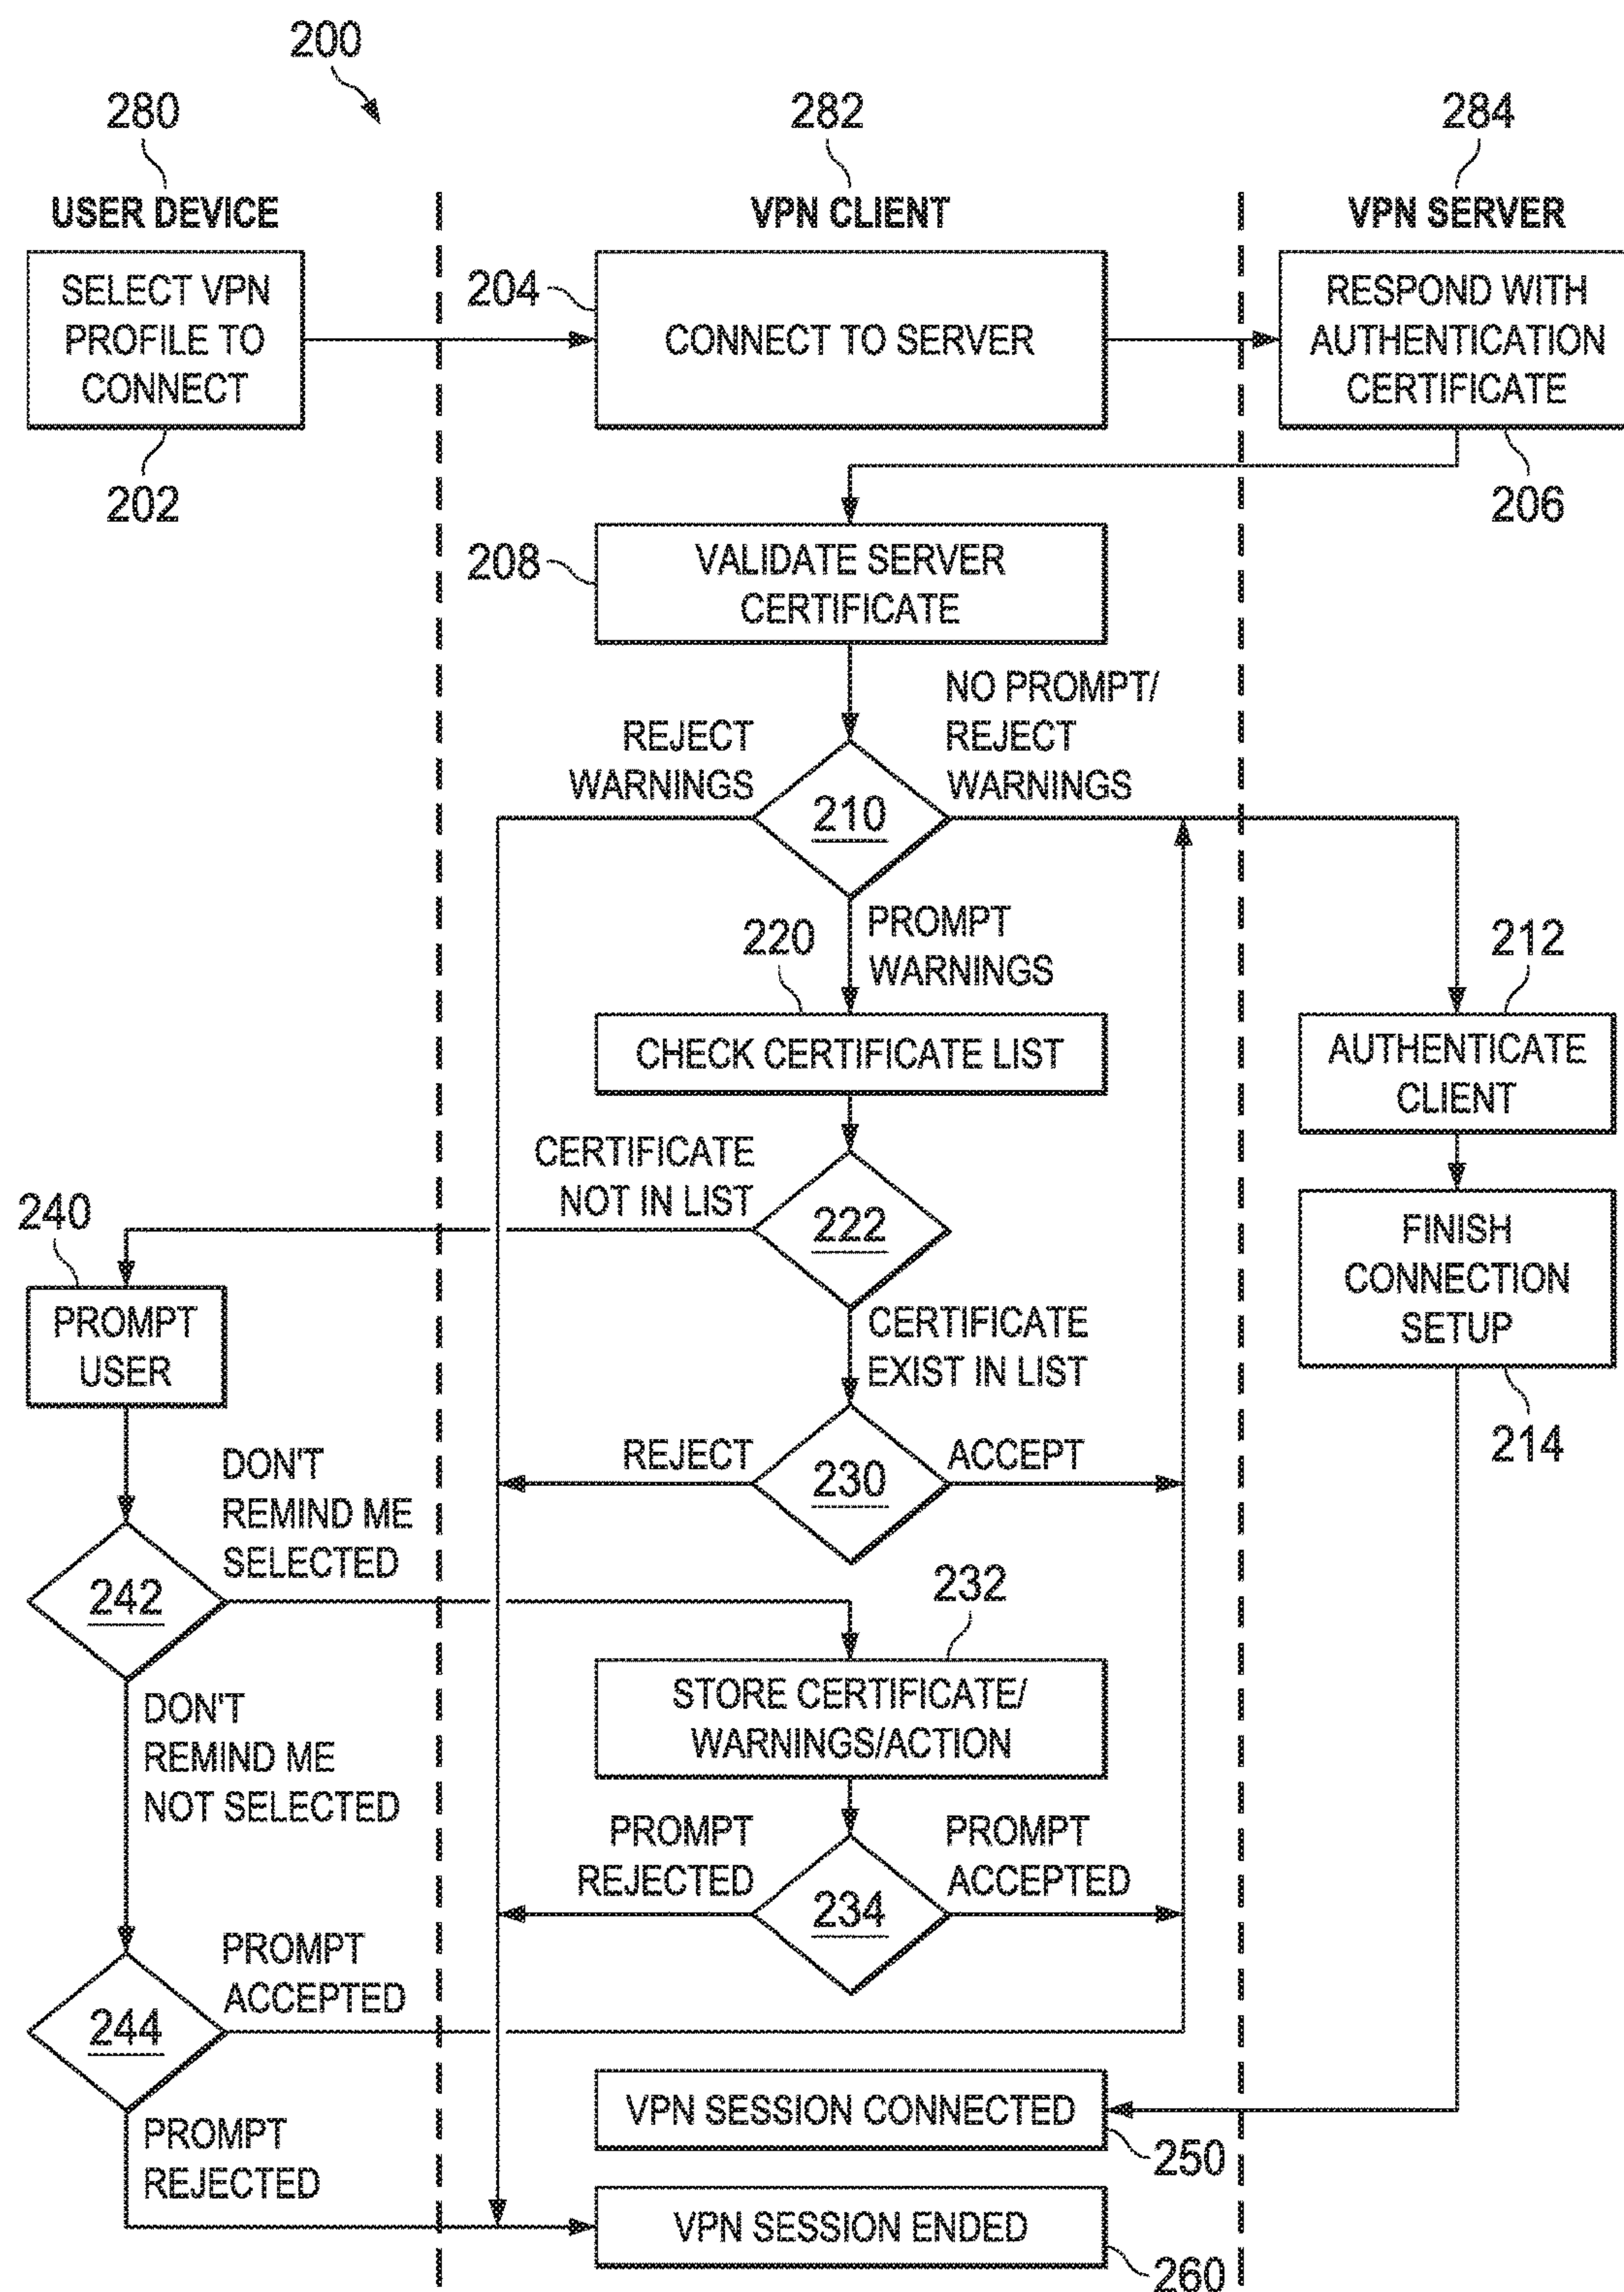 200
280
282
284
USER DEVICE
VPN CLIENT
VPN SERVER
SELECT VPN
PROFILE TO
CONNECT
202
204
CONNECT TO SERVER
RESPOND WITH
AUTHENTICATION
CERTIFICATE
206
208
VALIDATE SERVER
CERTIFICATE
REJECT
WARNINGS
210
NO PROMPT/
REJECT
WARNINGS
PROMPT
WARNINGS
220
CHECK CERTIFICATE LIST
212
AUTHENTICATE
CLIENT
CERTIFICATE
NOT IN LIST
222
CERTIFICATE
EXIST IN LIST
FINISH
CONNECTION
SETUP
214
240
PROMPT
USER
REJECT
230
ACCEPT
DON'T
REMIND ME
SELECTED
242
232
STORE CERTIFICATE/
WARNINGS/ACTION
DON'T
REMIND ME
NOT SELECTED
PROMPT
REJECTED
234
PROMPT
ACCEPTED
PROMPT
ACCEPTED
244
PROMPT
REJECTED
VPN SESSION CONNECTED
250
VPN SESSION ENDED
260